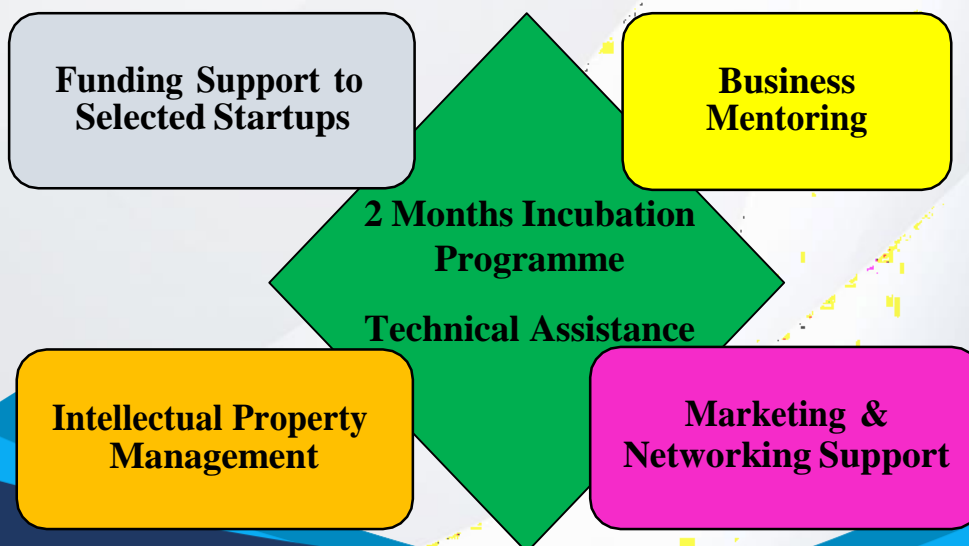 Funding Support to
Selected Startups
Business
Mentoring
2 Months Incubation
Programme
Technical Assistance
Intellectual Property
Management
Marketing &
Networking Support